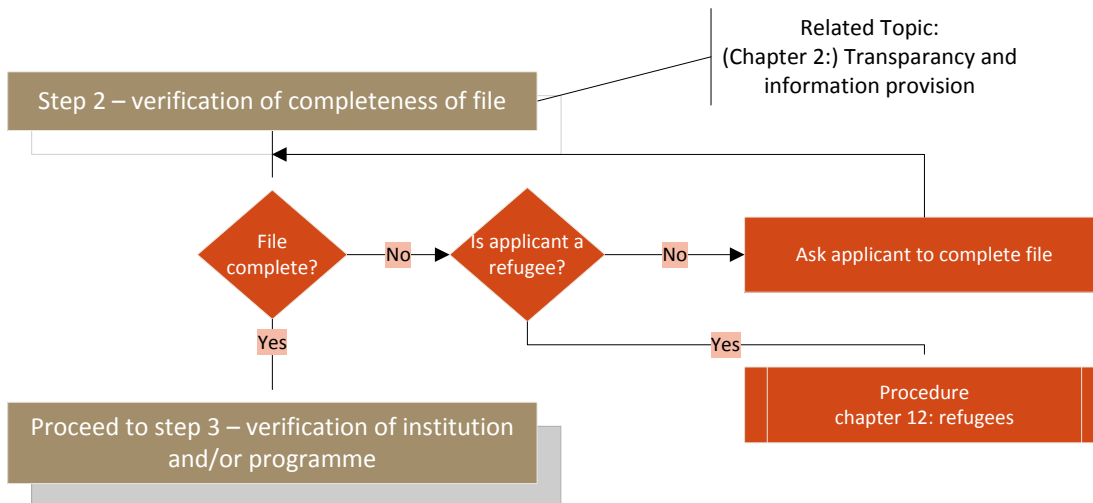 Related Topic:
(Chapter 2:) Transparancy and
information provision
Step 2 – verification of completeness of file
File
complete?
No
Is applicant a
refugee?
No
Ask applicant to complete file
Yes
Yes
Procedure
chapter 12: refugees
Proceed to step 3 – verification of institution
and/or programme